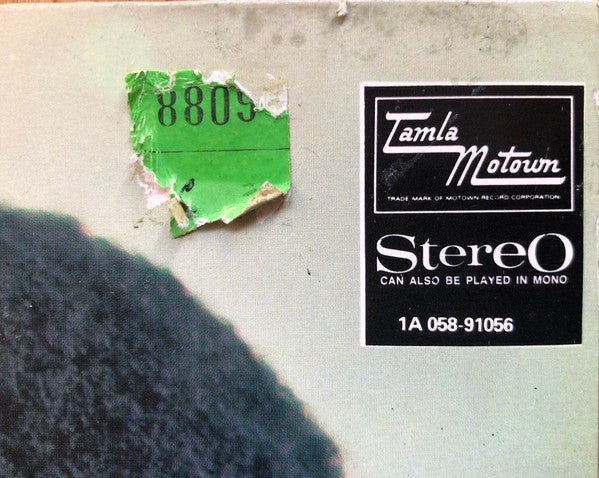 8809
Tamla
Motown
TRADE MARK OF MOTOWN RECORD CORPORATION
StereO
CAN ALSO BE PLAYED IN MONO
1A 058-91056